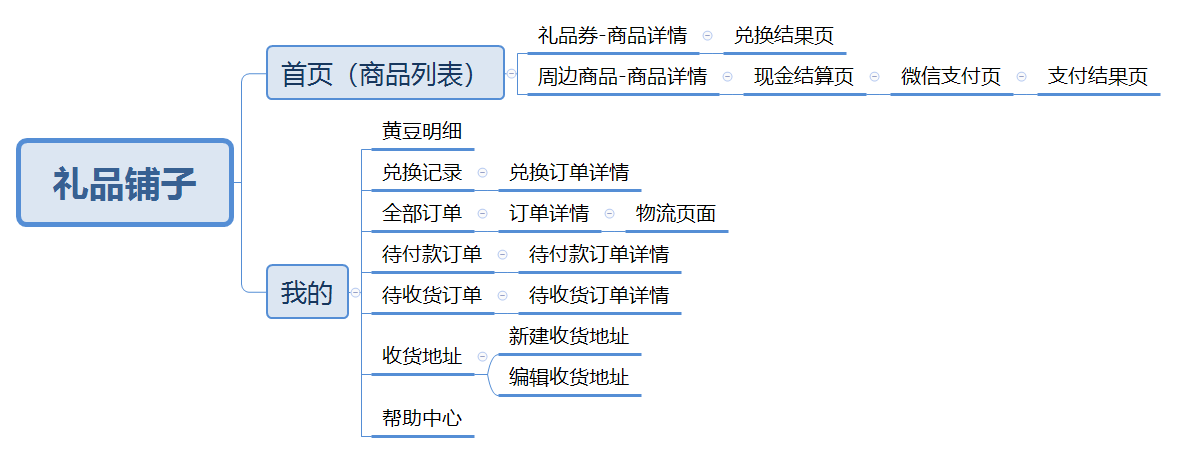 礼品铺子
首页（商品列表）
礼品券-商品详情
兑换结果页
周边商品-商品详情
现金结算页
微信支付页
支付结果页
我的
黄豆明细
兑换记录
兑换订单详情
全部订单
订单详情
物流页面
待付款订单
待付款订单详情
待收货订单
待收货订单详情
收货地址
新建收货地址
编辑收货地址
帮助中心